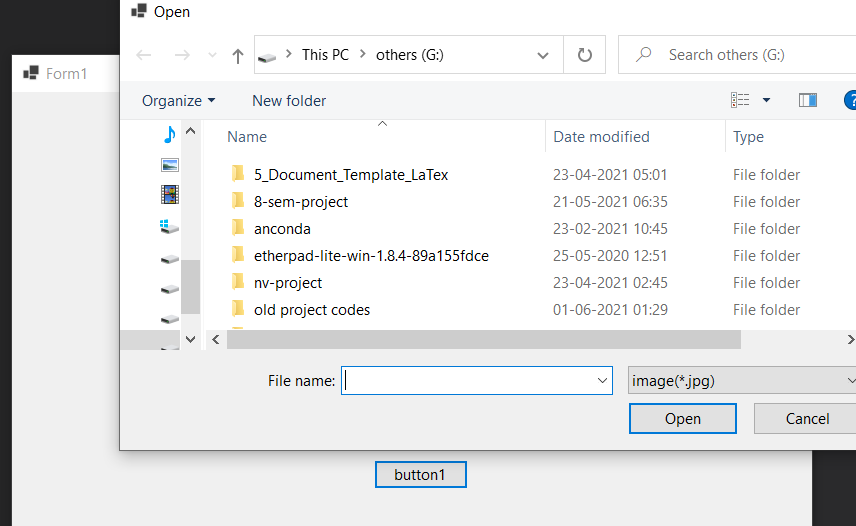 Open
This PC > others (G:)
Search others (G:)
Form1
Organize
New folder
?
Name Date modified Type
5_Document_Template_LaTex 23-04-2021 05:01 File folder
8-sem-project 21-05-2021 06:35 File folder
anconda 23-02-2021 10:45 File folder
etherpad-lite-win-1.8.4-89a155fdce 25-05-2020 12:51 File folder
nv-project 23-04-2021 02:45 File folder
old project codes 01-06-2021 01:29 File folder
File name:
image(*.jpg)
Open
Cancel
button1